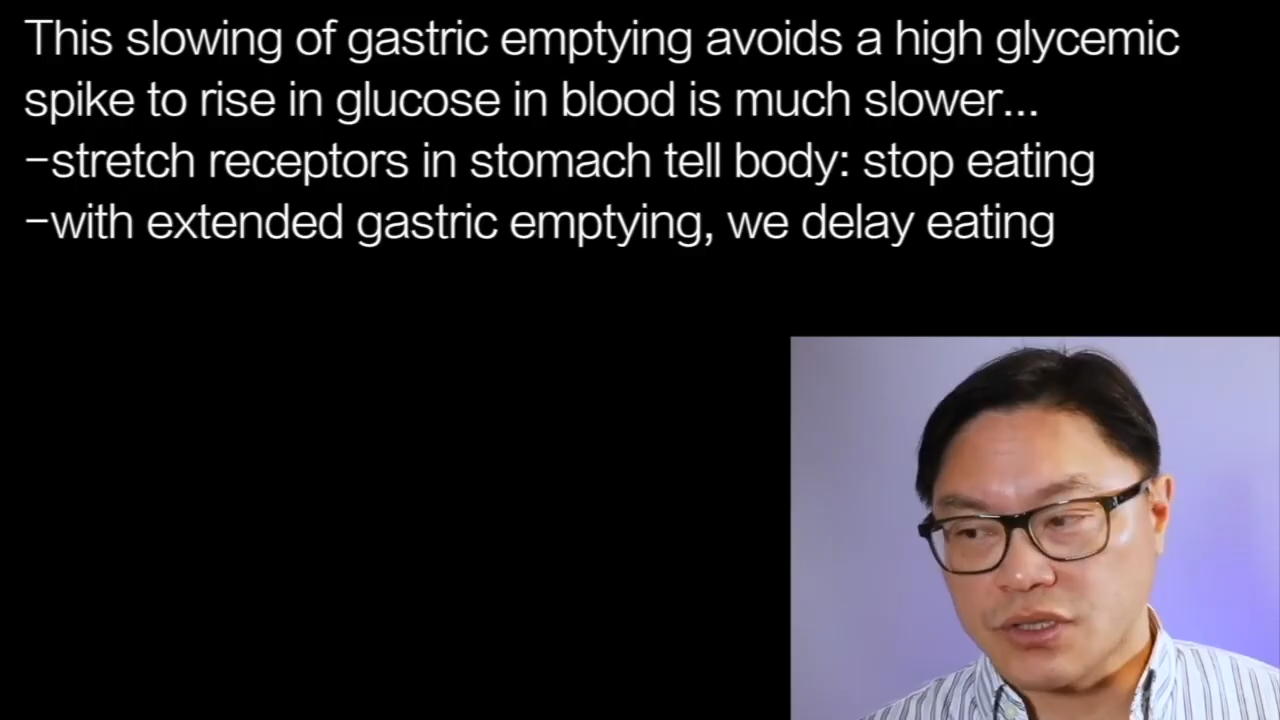 This slowing of gastric emptying avoids a high glycemic
spike to rise in glucose in blood is much slower...
-stretch receptors in stomach tell body: stop eating
-with extended gastric emptying, we delay eating